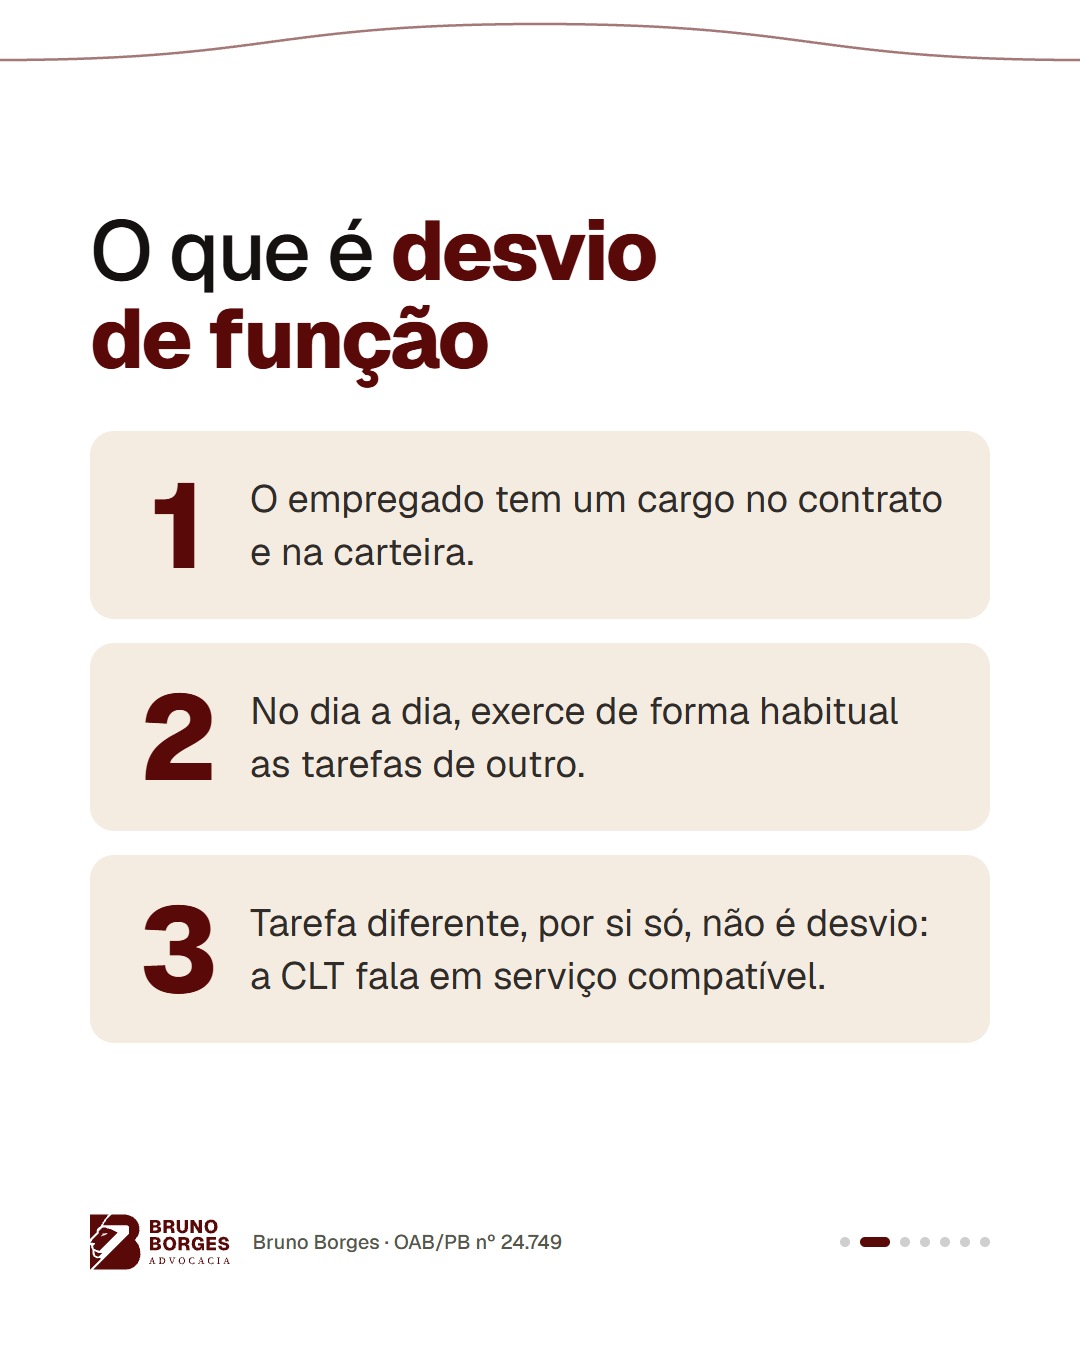 O que é desvio
de função
1
O empregado tem um cargo no contrato
e na carteira.
2
No dia a dia, exerce de forma habitual
as tarefas de outro.
3
Tarefa diferente, por si só, não é desvio:
a CLT fala em serviço compatível.
BRUNO
BORGES
ADVOCACIA
Bruno Borges · OAB/PB nº 24.749